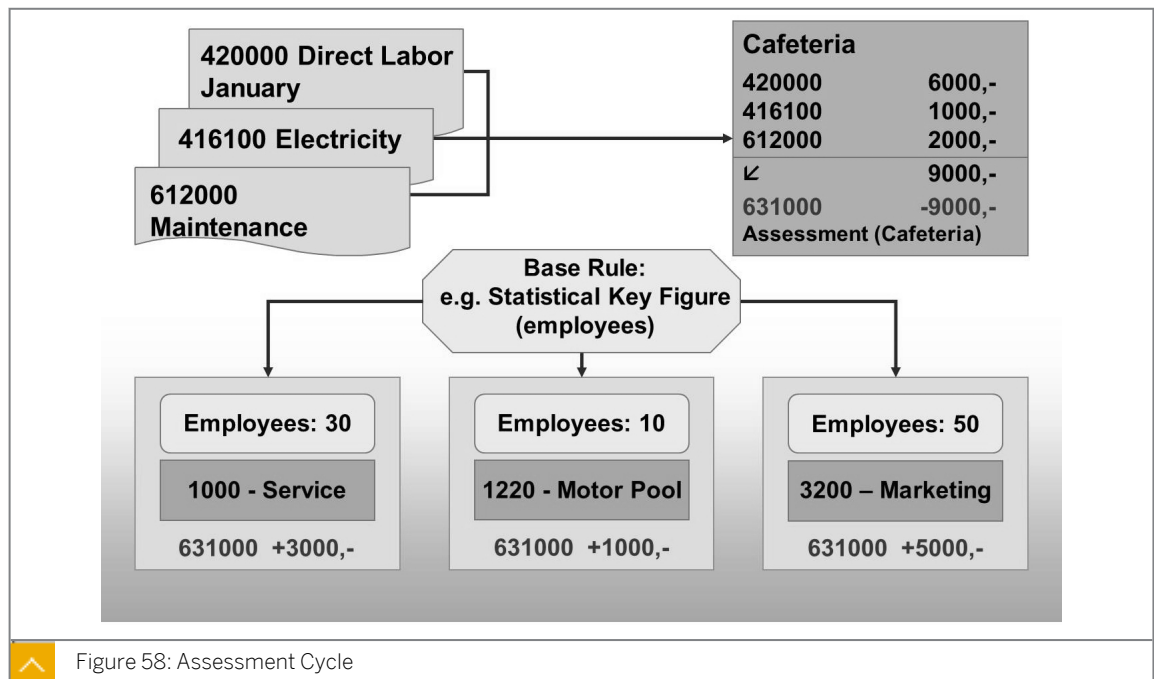 420000 Direct Labor
January
416100 Electricity
612000
Maintenance
Cafeteria
420000 6000,-
416100 1000,-
612000 2000,-
9000,-
631000 -9000,-
Assessment (Cafeteria)
Base Rule:
e.g. Statistical Key Figure
(employees)
Employees: 30
1000 - Service
631000 +3000,-
Employees: 10
1220 - Motor Pool
631000 +1000,-
Employees: 50
3200 – Marketing
631000 +5000,-
Figure 58: Assessment Cycle